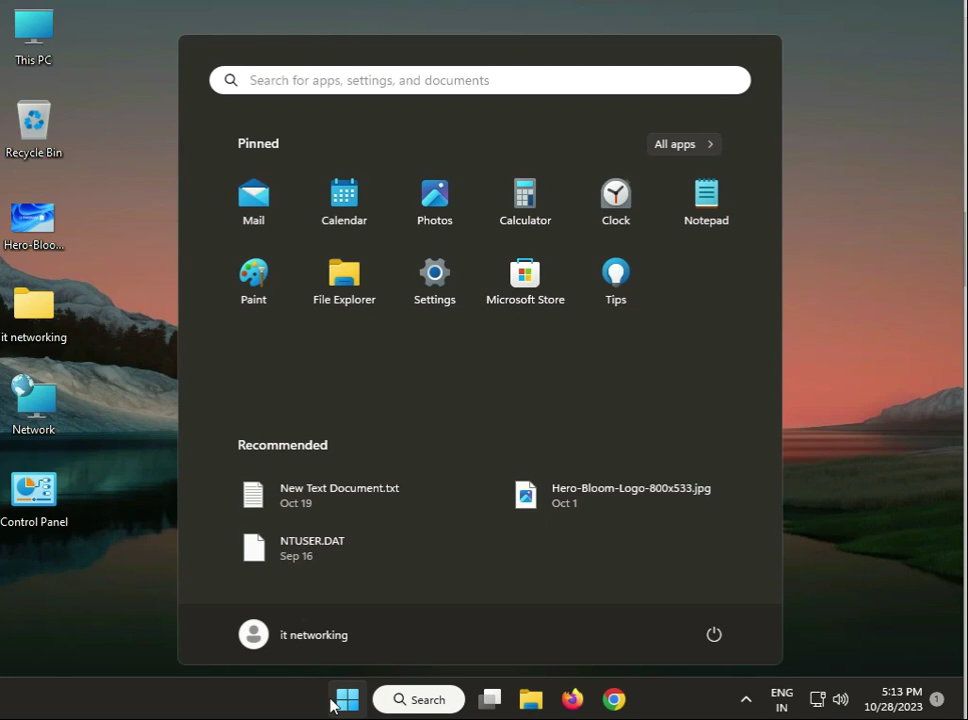 This PC
Recycle Bin
Hero-Bloo...
it networking
Network
Control Panel
Search for apps, settings, and documents
Pinned
All apps
Mail
Calendar
Photos
Calculator
Clock
Notepad
Paint
File Explorer
Settings
Microsoft Store
Tips
Recommended
New Text Document.txt
Oct 19
Hero-Bloom-Logo-800x533.jpg
Oct 1
NTUSER.DAT
Sep 16
it networking
Search
ENG
IN
5:13 PM
10/28/2023
1